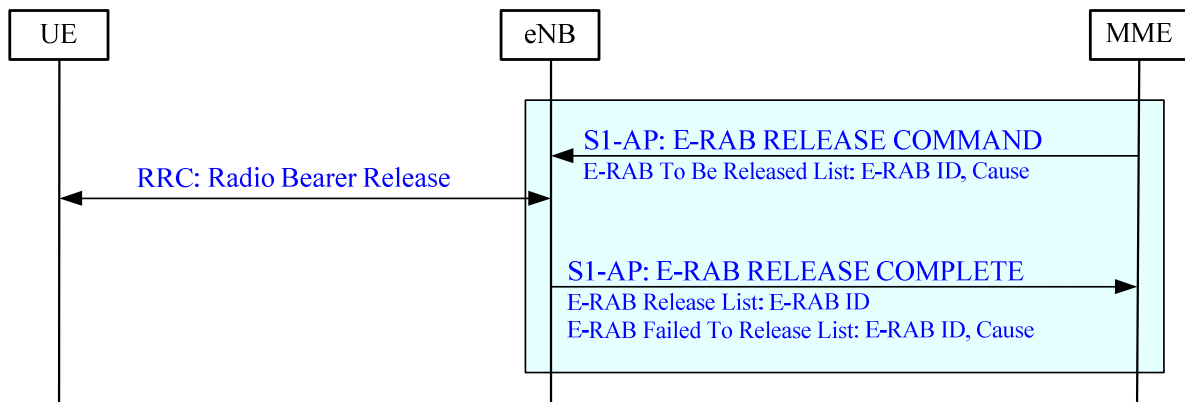 UE
eNB
MME
S1-AP: E-RAB RELEASE COMMAND
E-RAB To Be Released List: E-RAB ID, Cause
RRC: Radio Bearer Release
S1-AP: E-RAB RELEASE COMPLETE
E-RAB Release List: E-RAB ID
E-RAB Failed To Release List: E-RAB ID, Cause